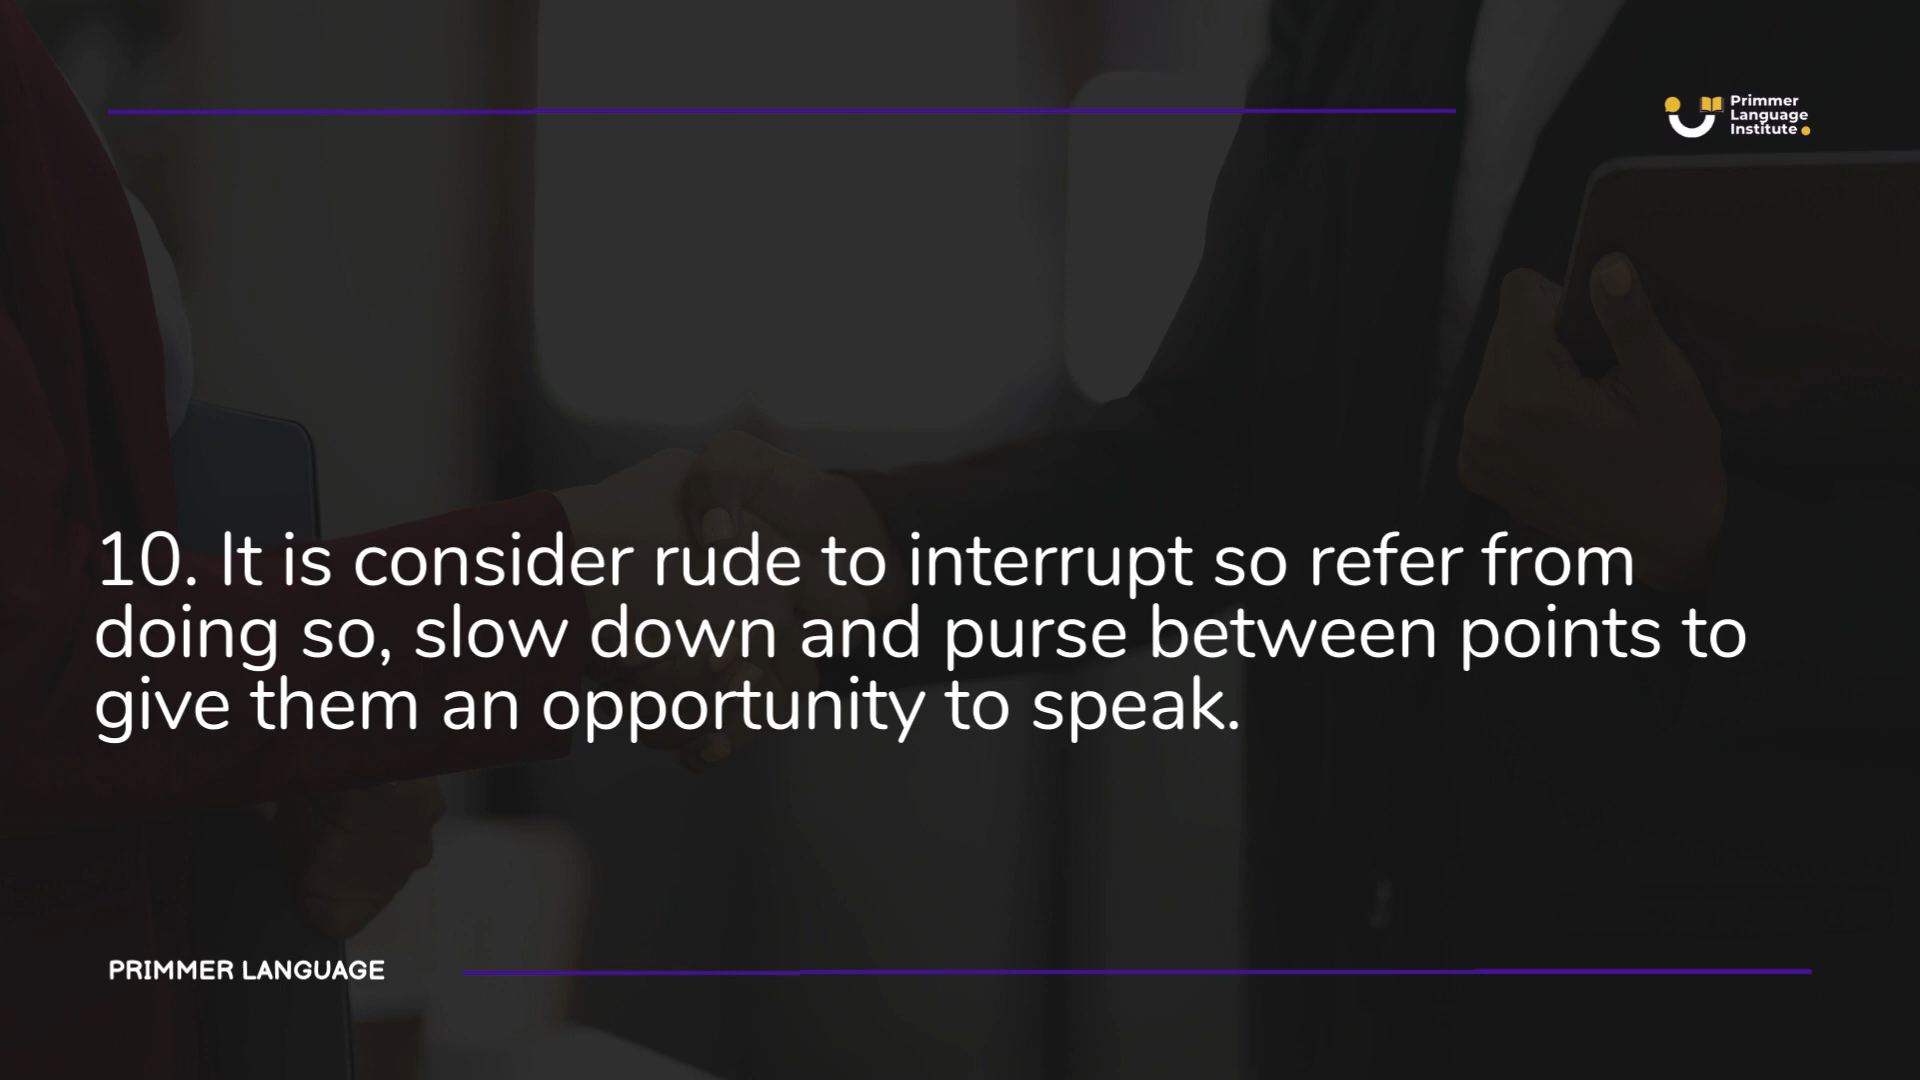 Primmer
Language
Institute
10. It is consider rude to interrupt so refer from
doing so, slow down and purse between points to
give them an opportunity to speak.
PRIMMER LANGUAGE